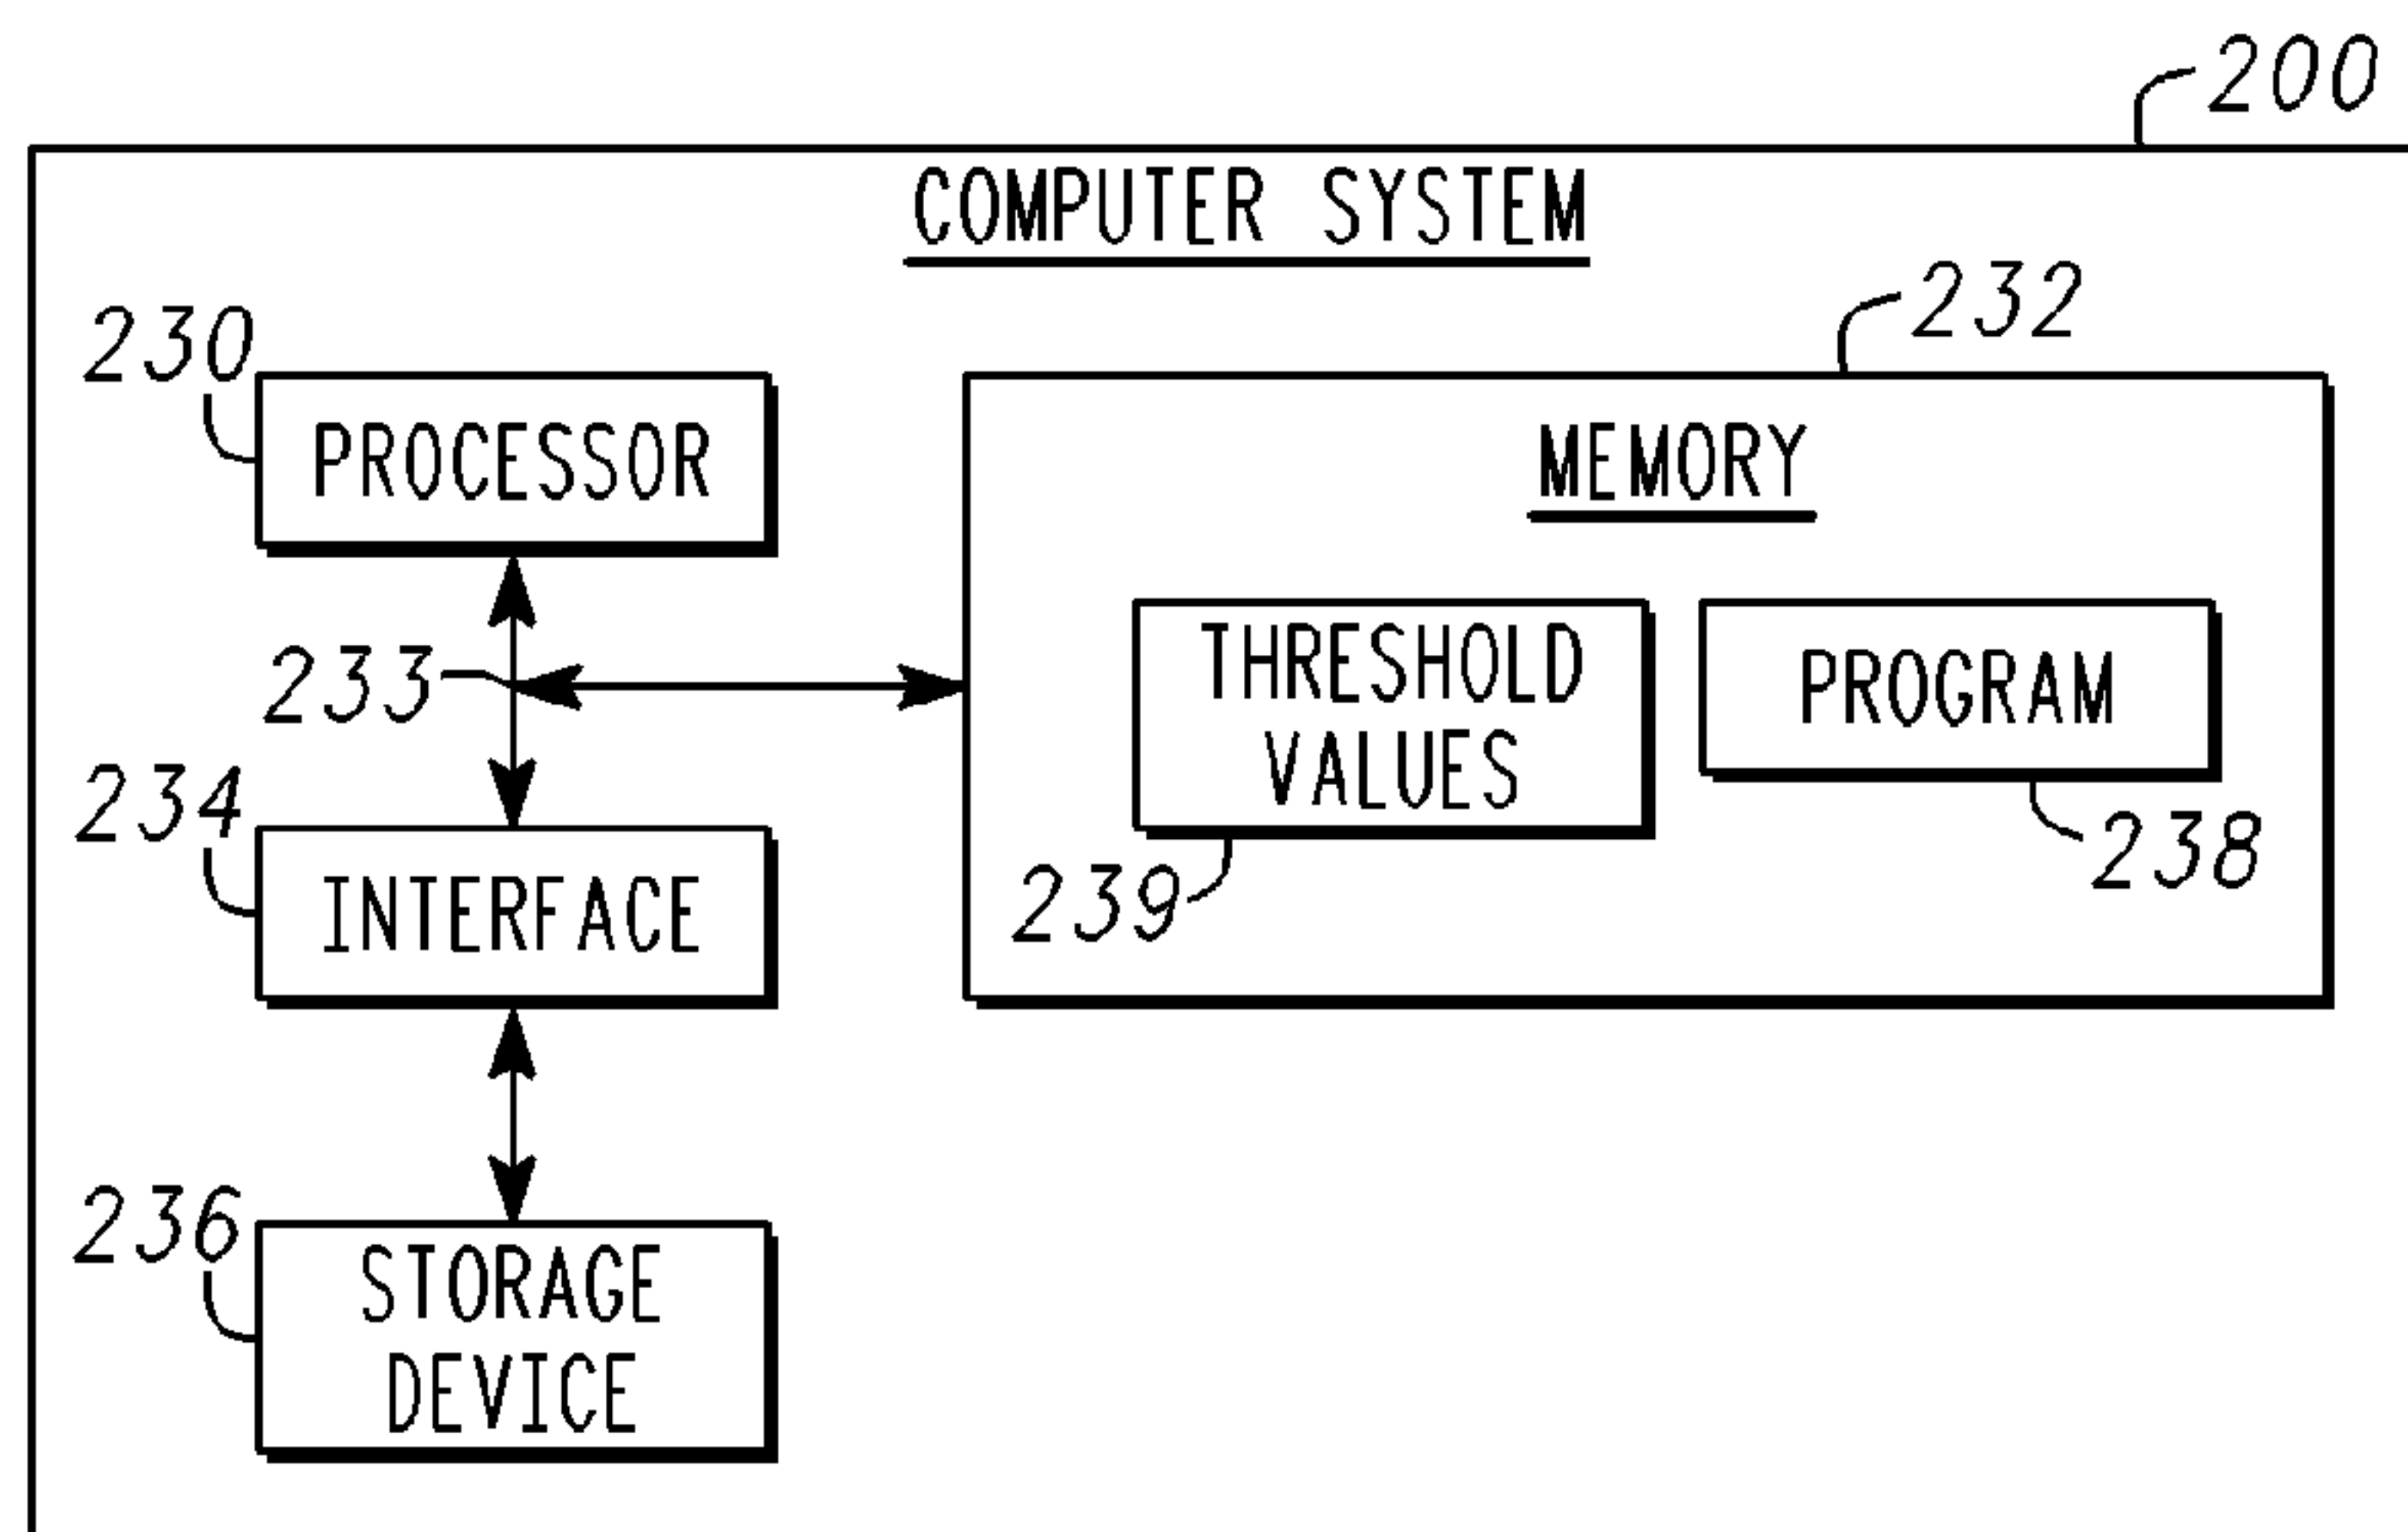 200
COMPUTER SYSTEM
232
230
PROCESSOR
MEMORY
233
THRESHOLD
VALUES
PROGRAM
234
INTERFACE
239
238
236
STORAGE
DEVICE